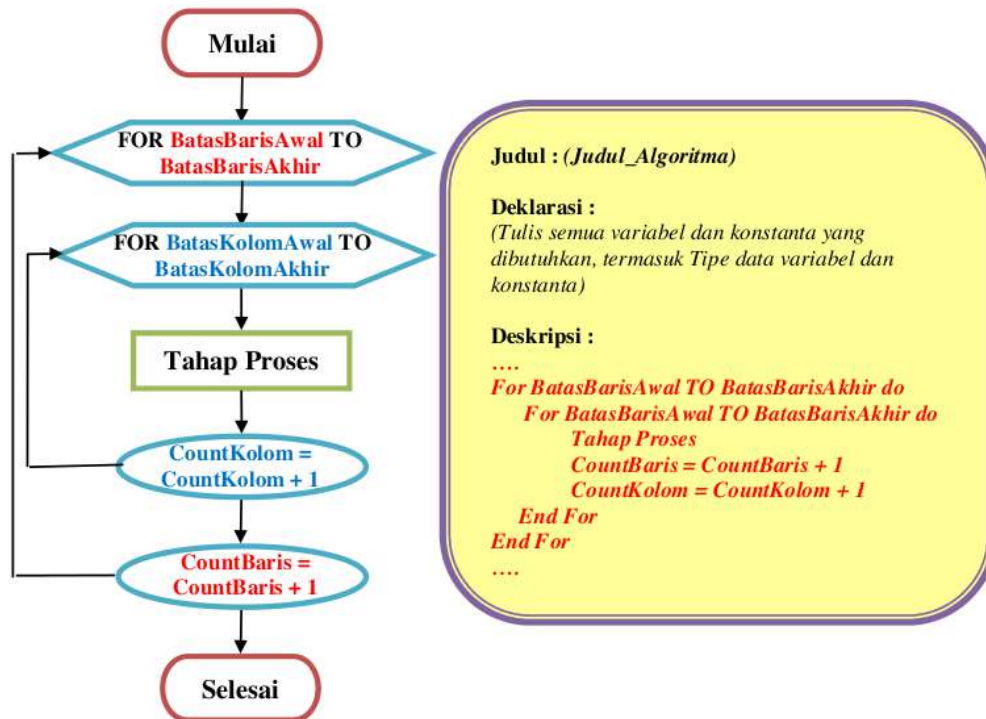 Mulai
FOR BatasBarisAwal TO
BatasBarisAkhir
FOR BatasKolomAwal TO
BatasKolomAkhir
Tahap Proses
CountKolom =
CountKolom + 1
CountBaris =
CountBaris + 1
Selesai
Judul : (Judul_Algoritma)
Deklarasi :
(Tulis semua variabel dan konstanta yang
dibutuhkan, termasuk Tipe data variabel dan
konstanta)
Deskripsi :
....
For BatasBarisAwal TO BatasBarisAkhir do
For BatasBarisAwal TO BatasBarisAkhir do
Tahap Proses
CountBaris = CountBaris + 1
CountKolom = CountKolom + 1
End For
End For
....